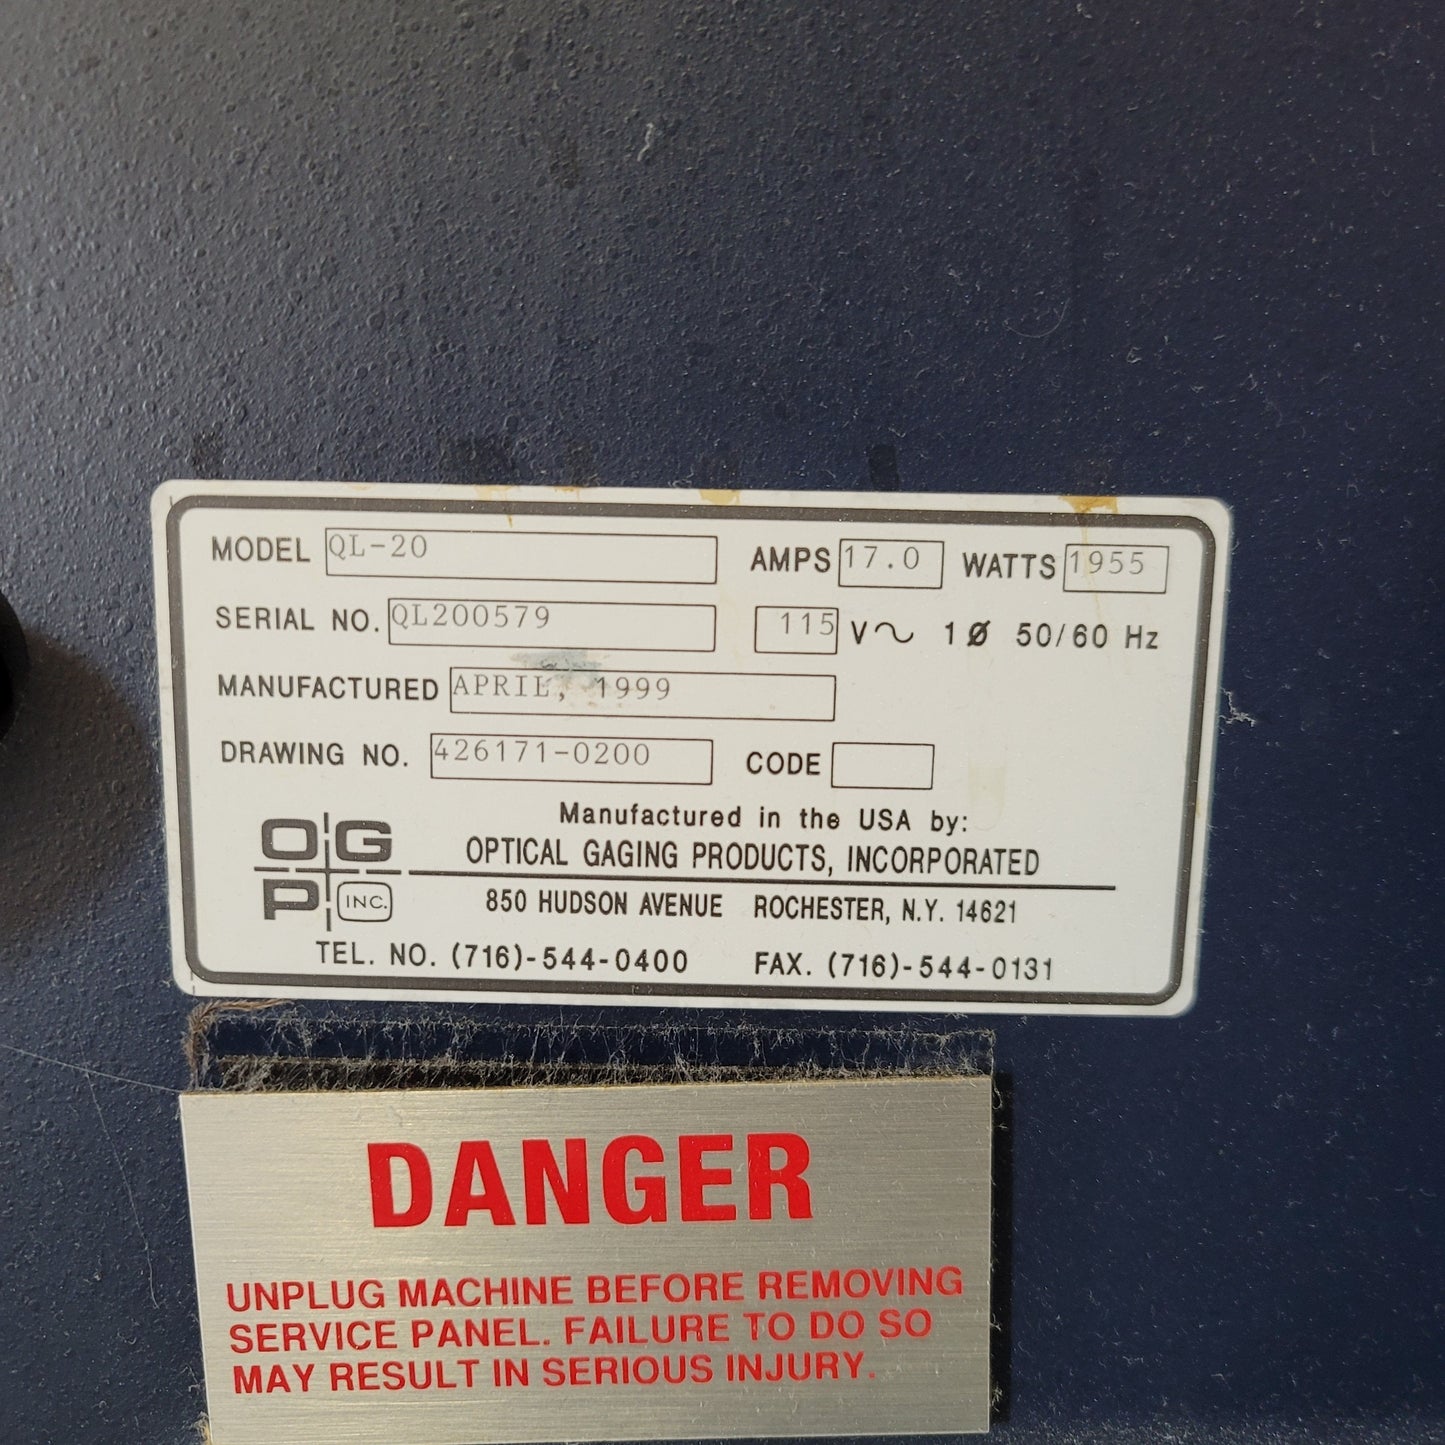 MODEL QL-20 AMPS 17.0 WATTS 1955
SERIAL NO. QL200579 115 V~ 1Ø 50/60 Hz
MANUFACTURED APRIL, 1999
DRAWING NO. 426171-0200 CODE
Manufactured in the USA by:
OGP INC. OPTICAL GAGING PRODUCTS, INCORPORATED
850 HUDSON AVENUE ROCHESTER, N.Y. 14621
TEL. NO. (716)-544-0400 FAX. (716)-544-0131
DANGER
UNPLUG MACHINE BEFORE REMOVING
SERVICE PANEL. FAILURE TO DO SO
MAY RESULT IN SERIOUS INJURY.